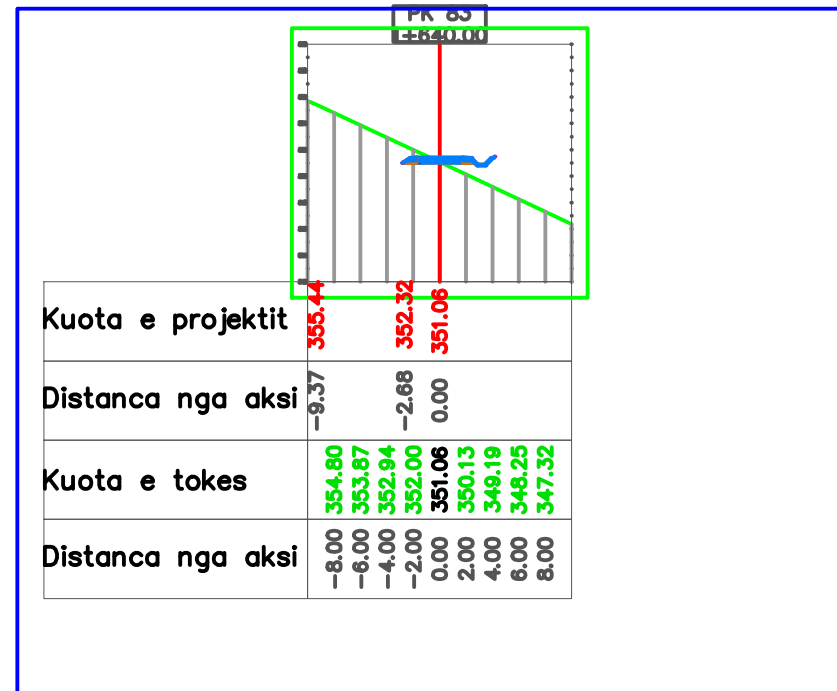 PK 83
+640.00
Kuota e projektit 355.44 352.32 351.06
Distanca nga aksi -9.37 -2.68 0.00
Kuota e tokes 354.80 353.87 352.94 352.00 351.06 350.13 349.19 348.25 347.32
Distanca nga aksi -8.00 -6.00 -4.00 -2.00 0.00 2.00 4.00 6.00 8.00